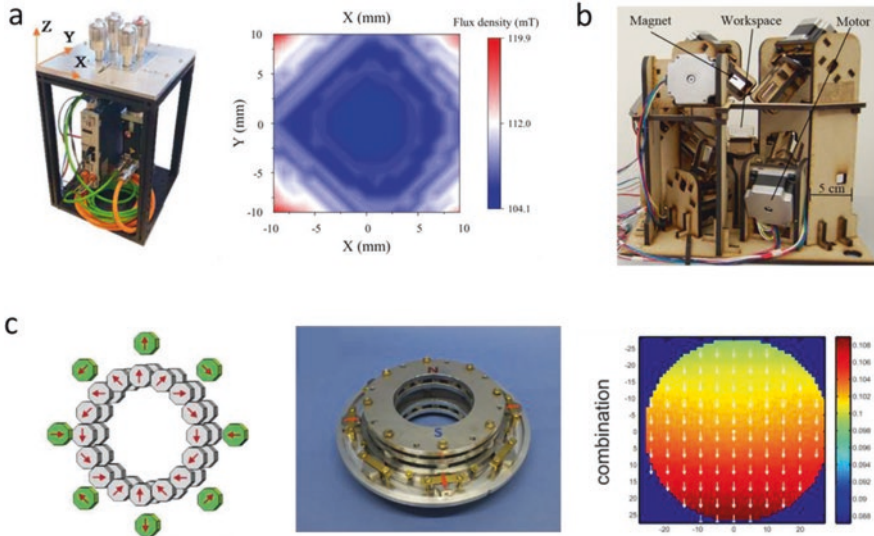 a
Z
Y
X
X (mm)
Flux density (mT)
10
5
0
-5
-10
Y (mm)
-10
-5
0
5
10
X (mm)
119.9
112.0
104.1
b
Magnet
Workspace
Motor
5 cm
c
N
S
combination
-25
-20
-15
-10
-5
0
5
10
15
20
25
-20
-10
0
10
20
0.108
0.106
0.104
0.102
0.1
0.098
0.096
0.094
0.092
0.09
0.088